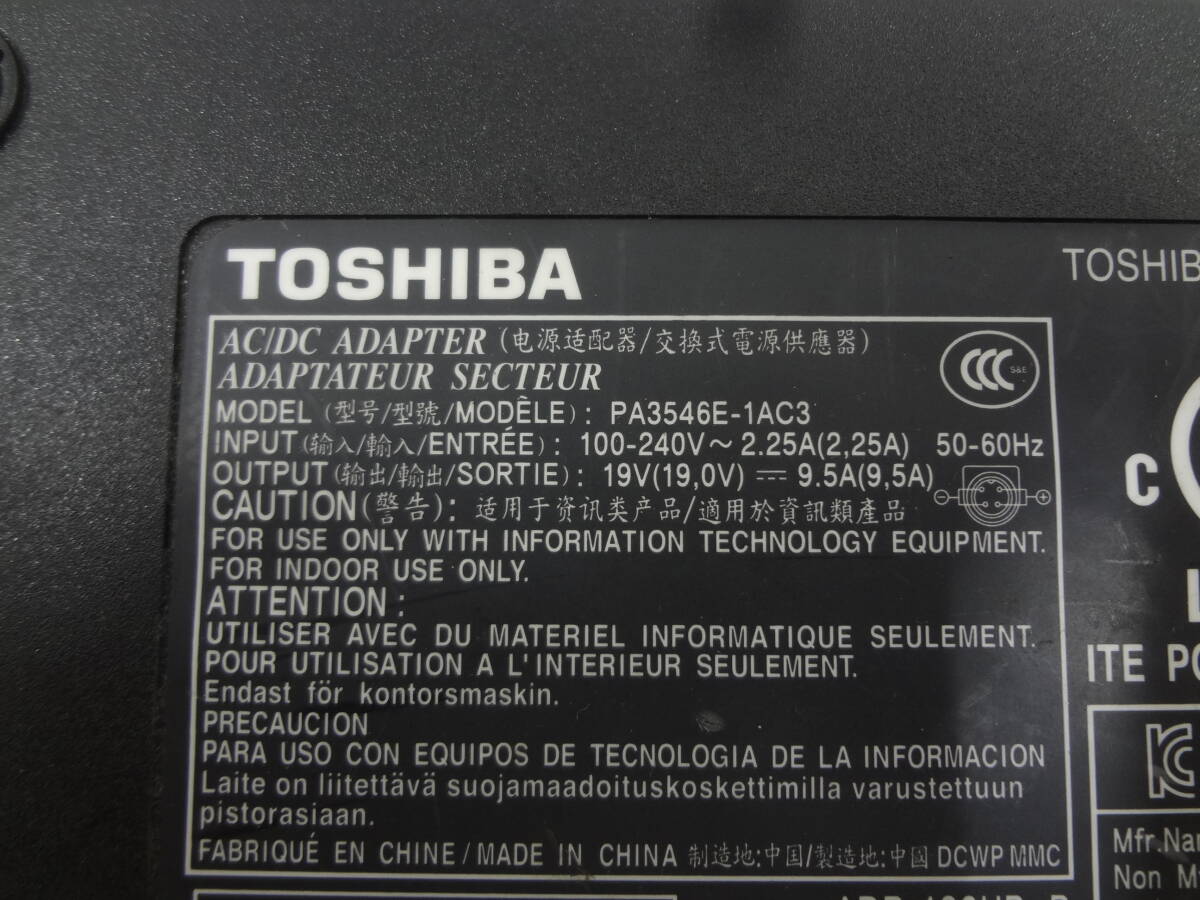 TOSHIBA
TOSHIB
AC/DC ADAPTER (电源适配器/交換式電源供應器)
CCC S&E
ADAPTATEUR SECTEUR
MODEL (型号/型號/MODÈLE): PA3546E-1AC3
INPUT (输入/輸入/ENTRÉE): 100-240V～2.25A(2,25A) 50-60Hz
OUTPUT (输出/輸出/SORTIE): 19V(19,0V) ⎓ 9.5A(9,5A)
C
CAUTION (警告): 适用于资讯类产品/適用於資訊類產品
FOR USE ONLY WITH INFORMATION TECHNOLOGY EQUIPMENT.
FOR INDOOR USE ONLY.
ATTENTION :
UTILISER AVEC DU MATERIEL INFORMATIQUE SEULEMENT.
POUR UTILISATION A L'INTERIEUR SEULEMENT.
ITE
Endast för kontorsmaskin.
PRECAUCION
PARA USO CON EQUIPOS DE TECNOLOGIA DE LA INFORMACION
Laite on liitettävä suojamaadoituskoskettimilla varustettuun
pistorasiaan.
FABRIQUÉ EN CHINE/MADE IN CHINA 制造地:中国/製造地:中國 DCWP MMC
Mfr.Nar
Non M